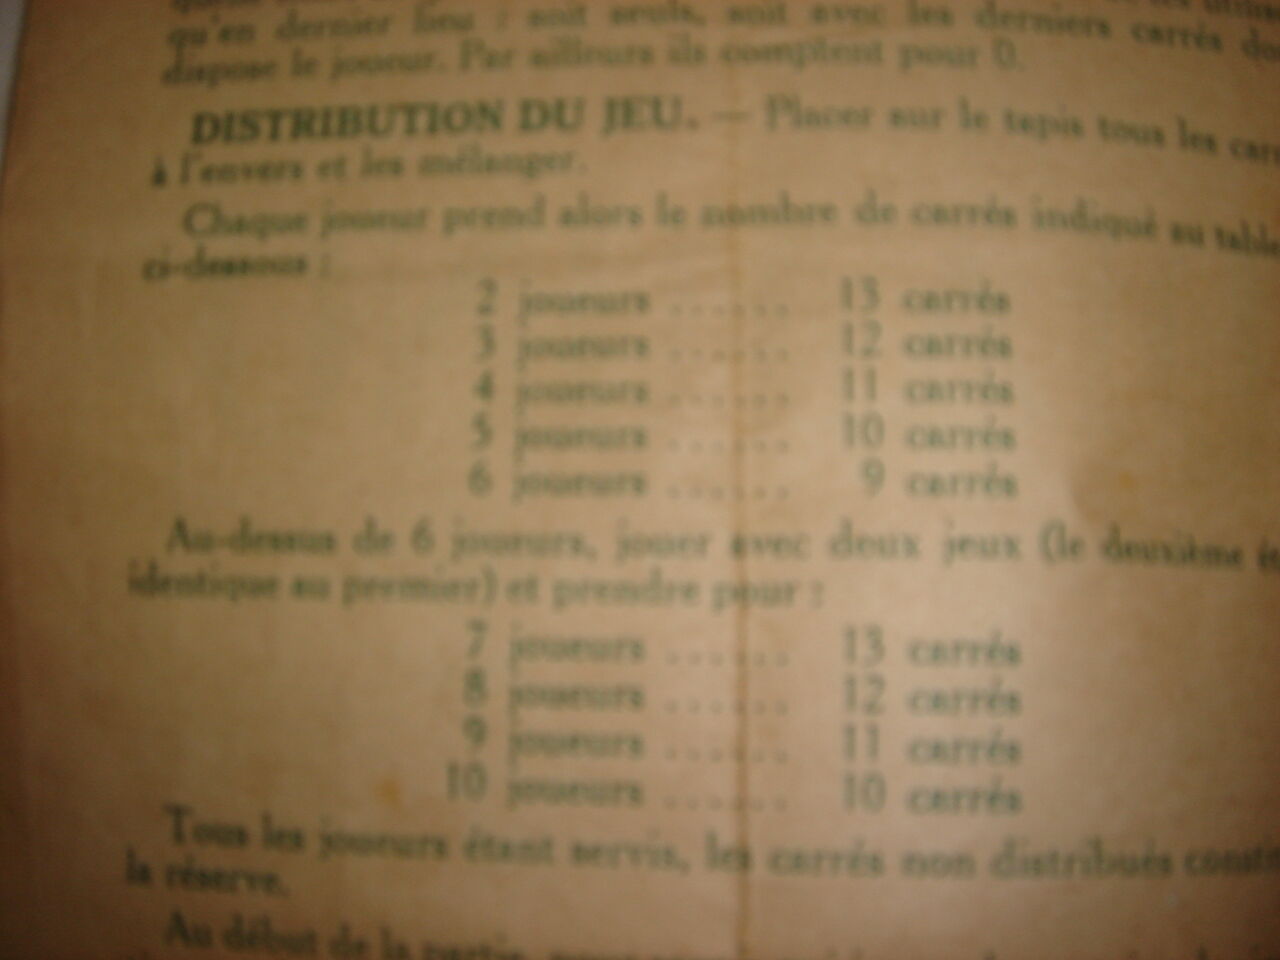 qu'en dernier lieu : soit seuls, soit avec les derniers carrés do
dispose le joueur. Par ailleurs ils comptent pour 0.
DISTRIBUTION DU JEU. — Placer sur le tapis tous les car
à l'envers et les mélanger.
Chaque joueur prend alors le nombre de carrés indiqué au table
ci-dessous :
2 joueurs ...... 13 carrés
3 joueurs ...... 12 carrés
4 joueurs ...... 11 carrés
5 joueurs ...... 10 carrés
6 joueurs ...... 9 carrés
Au-dessus de 6 joueurs, jouer avec deux jeux (le deuxième
identique au premier) et prendre pour :
7 joueurs ...... 13 carrés
8 joueurs ...... 12 carrés
9 joueurs ...... 11 carrés
10 joueurs ...... 10 carrés
Tous les joueurs étant servis, les carrés non distribués const
la réserve.
Au début de la partie,